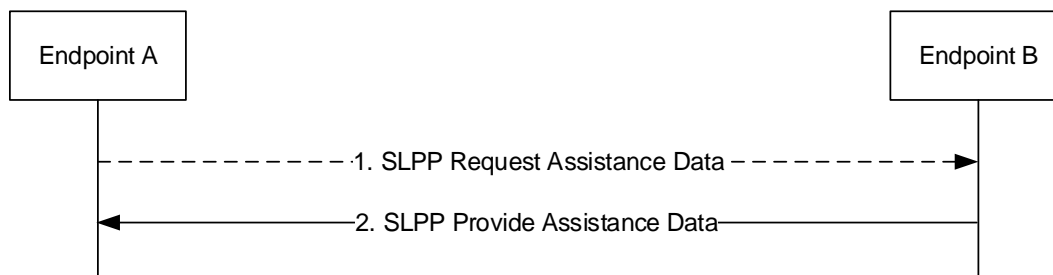 Endpoint A
Endpoint B
1. SLPP Request Assistance Data
2. SLPP Provide Assistance Data